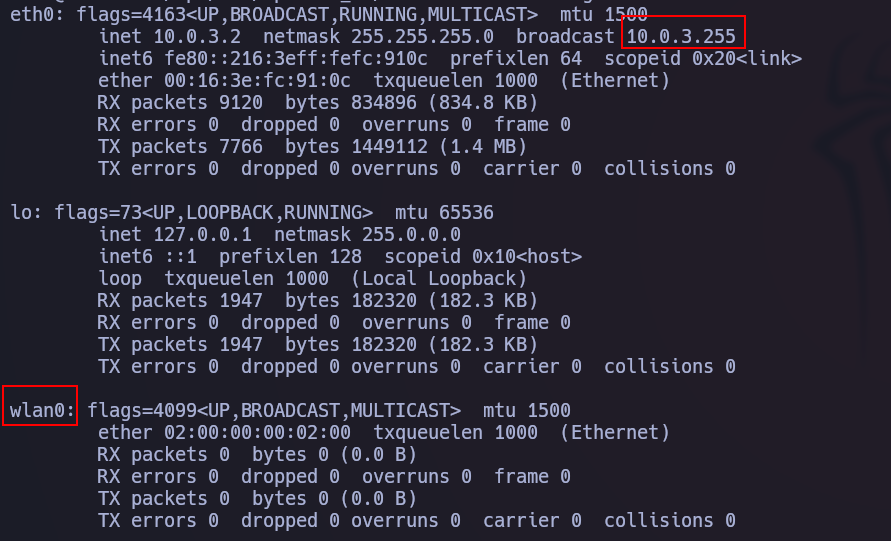 eth0: flags=4163<UP,BROADCAST,RUNNING,MULTICAST>  mtu 1500
        inet 10.0.3.2  netmask 255.255.255.0  broadcast 10.0.3.255
        inet6 fe80::216:3eff:fefc:910c  prefixlen 64  scopeid 0x20<link>
        ether 00:16:3e:fc:91:0c  txqueuelen 1000  (Ethernet)
        RX packets 9120  bytes 834896 (834.8 KB)
        RX errors 0  dropped 0  overruns 0  frame 0
        TX packets 7766  bytes 1449112 (1.4 MB)
        TX errors 0  dropped 0 overruns 0  carrier 0  collisions 0

lo: flags=73<UP,LOOPBACK,RUNNING>  mtu 65536
        inet 127.0.0.1  netmask 255.0.0.0
        inet6 ::1  prefixlen 128  scopeid 0x10<host>
        loop  txqueuelen 1000  (Local Loopback)
        RX packets 1947  bytes 182320 (182.3 KB)
        RX errors 0  dropped 0  overruns 0  frame 0
        TX packets 1947  bytes 182320 (182.3 KB)
        TX errors 0  dropped 0 overruns 0  carrier 0  collisions 0

wlan0: flags=4099<UP,BROADCAST,MULTICAST>  mtu 1500
        ether 02:00:00:00:02:00  txqueuelen 1000  (Ethernet)
        RX packets 0  bytes 0 (0.0 B)
        RX errors 0  dropped 0  overruns 0  frame 0
        TX packets 0  bytes 0 (0.0 B)
        TX errors 0  dropped 0 overruns 0  carrier 0  collisions 0